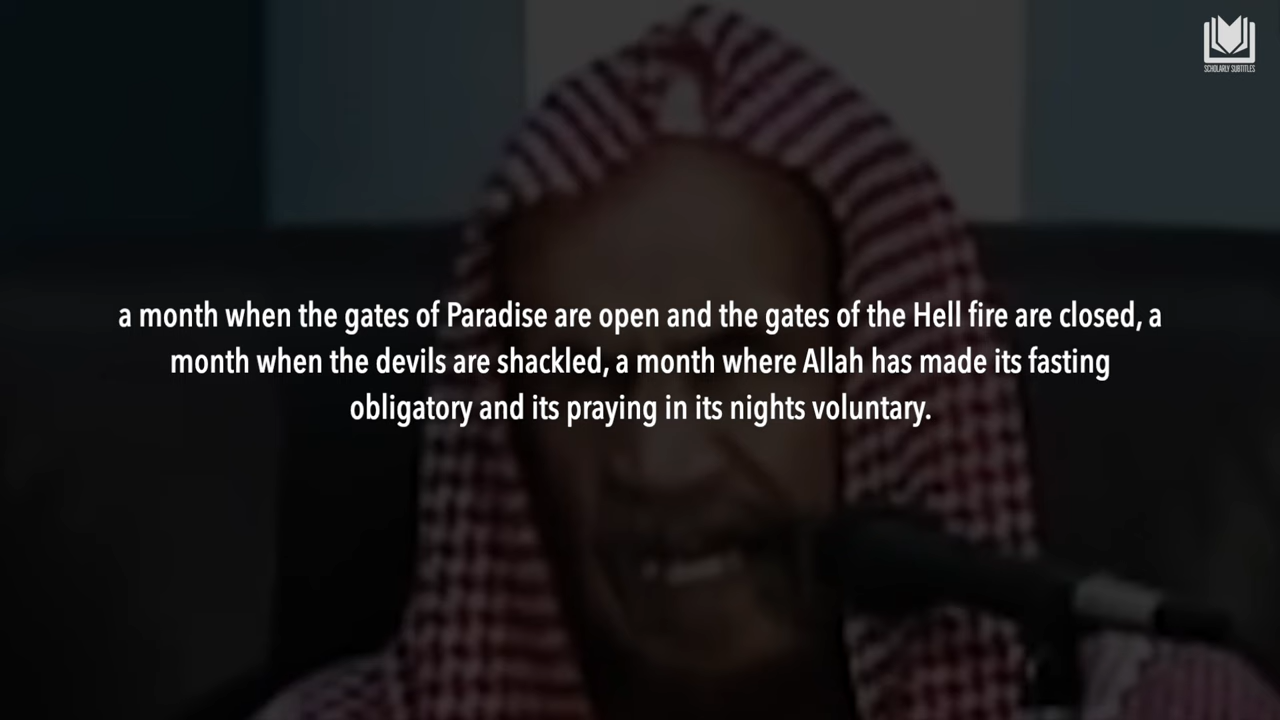 SCHOLARLY SUBTITLES
a month when the gates of Paradise are open and the gates of the Hell fire are closed, a
month when the devils are shackled, a month where Allah has made its fasting
obligatory and its praying in its nights voluntary.